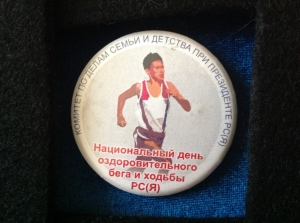 КОМИТЕТ ПО ДЕЛАМ СЕМЬИ И ДЕТСТВА ПРИ ПРЕЗИДЕНТЕ РС(Я)
Национальный день
оздоровительного
бега и ходьбы
РС(Я)